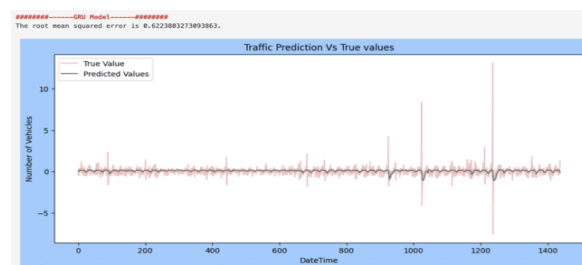 ########------GRU Model------########
The root mean squared error is 0.6223803273093863.
Traffic Prediction Vs True values
True Value
Predicted Values
Number of Vehicles
10
5
0
−5
0 200 400 600 800 1000 1200 1400
DateTime